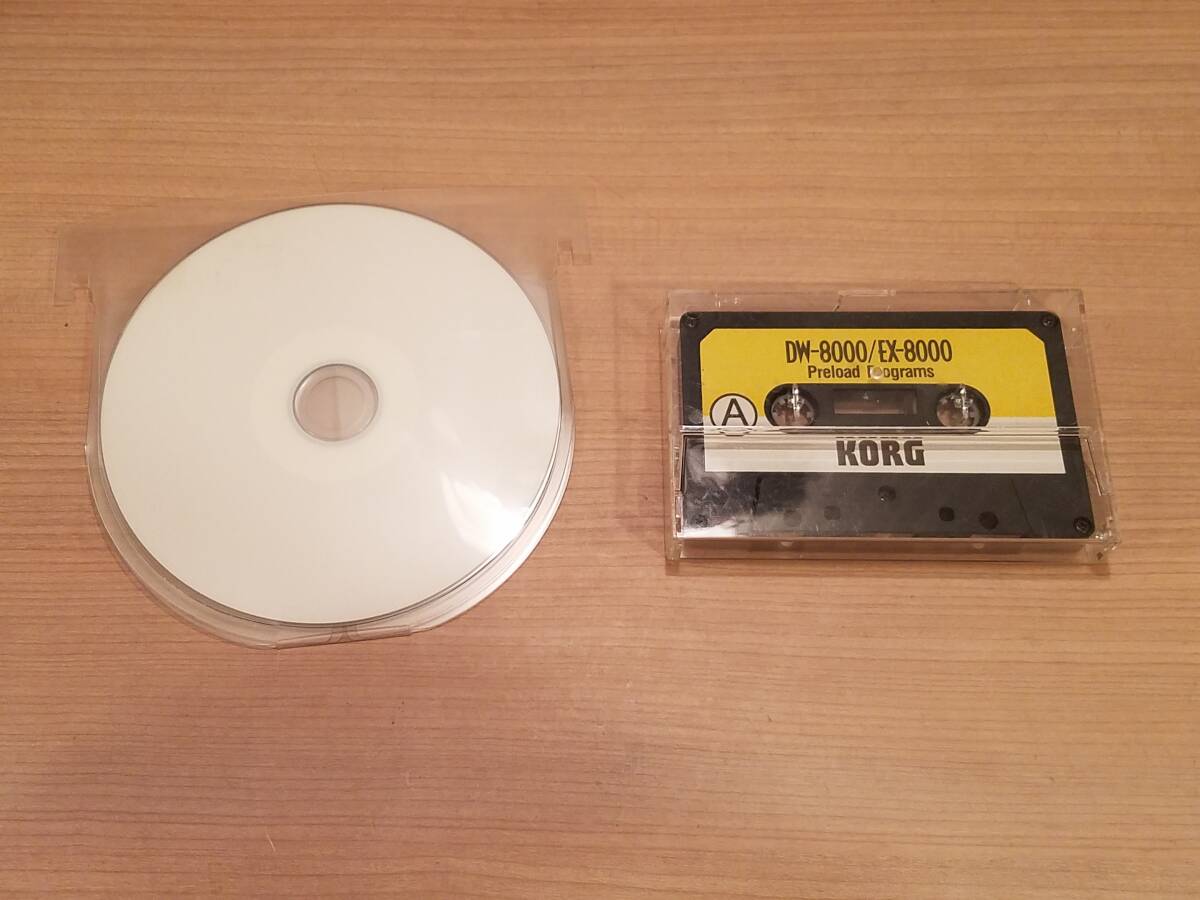 DW-8000/EX-8000
Preload Programs
A
KORG